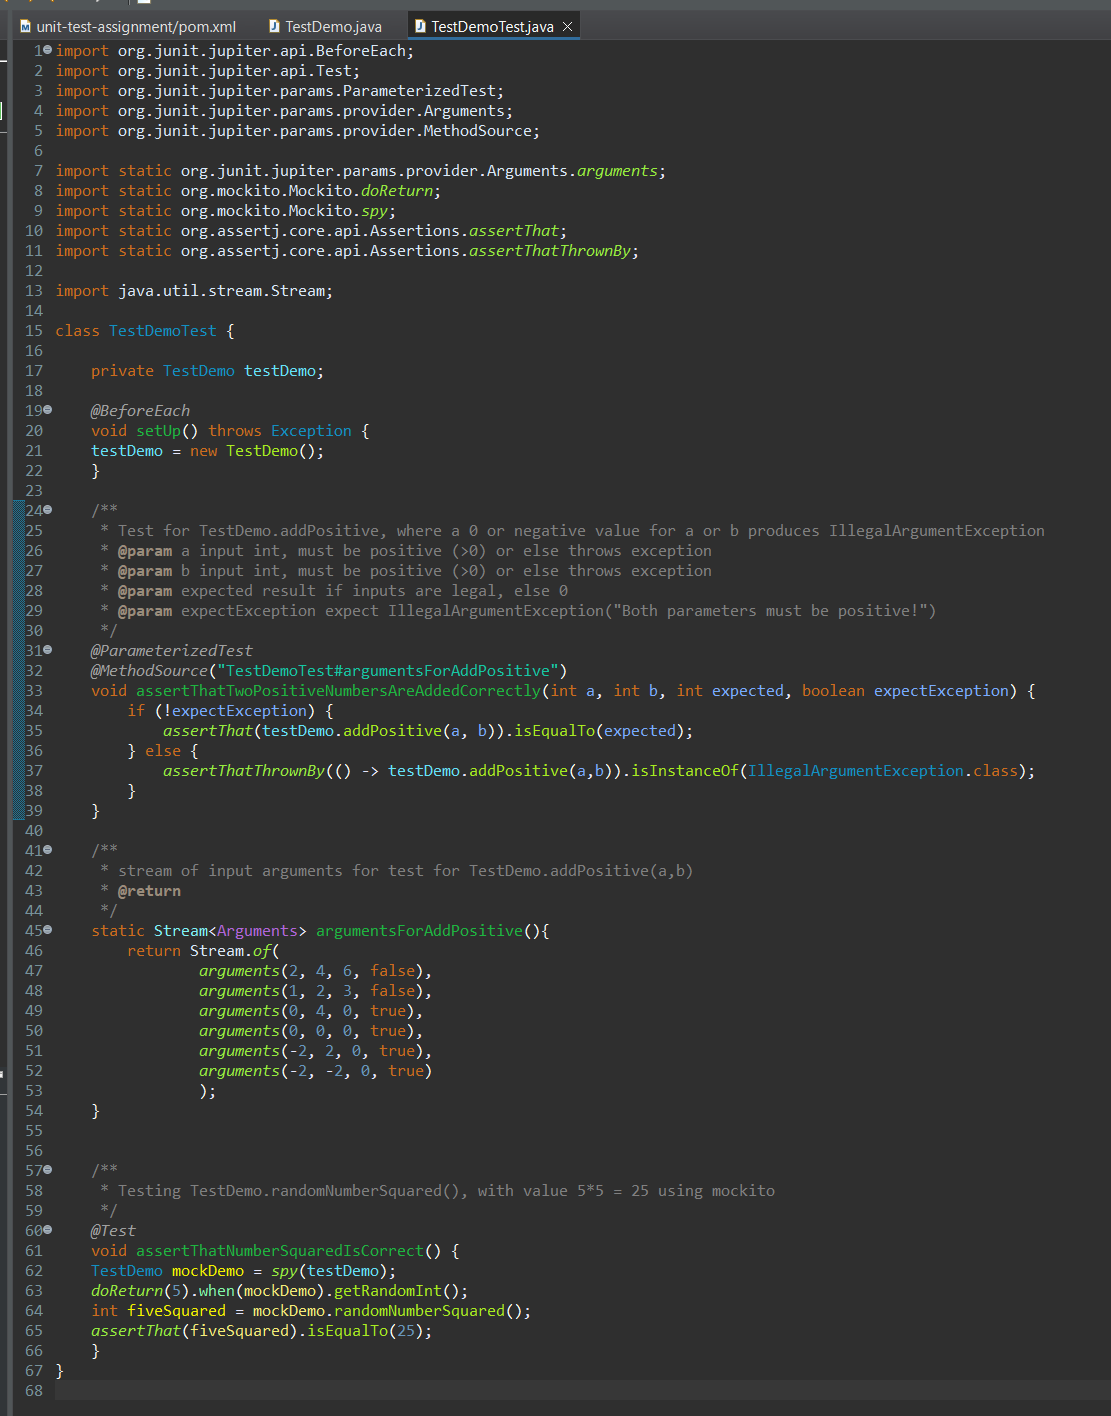 unit-test-assignment/pom.xml TestDemo.java TestDemoTest.java
1 import org.junit.jupiter.api.BeforeEach;
2 import org.junit.jupiter.api.Test;
3 import org.junit.jupiter.params.ParameterizedTest;
4 import org.junit.jupiter.params.provider.Arguments;
5 import org.junit.jupiter.params.provider.MethodSource;
6
7 import static org.junit.jupiter.params.provider.Arguments.arguments;
8 import static org.mockito.Mockito.doReturn;
9 import static org.mockito.Mockito.spy;
10 import static org.assertj.core.api.Assertions.assertThat;
11 import static org.assertj.core.api.Assertions.assertThatThrownBy;
12
13 import java.util.stream.Stream;
14
15 class TestDemoTest {
16
17     private TestDemo testDemo;
18
19     @BeforeEach
20     void setUp() throws Exception {
21     testDemo = new TestDemo();
22     }
23
24     /**
25      * Test for TestDemo.addPositive, where a 0 or negative value for a or b produces IllegalArgumentException
26      * @param a input int, must be positive (>0) or else throws exception
27      * @param b input int, must be positive (>0) or else throws exception
28      * @param expected result if inputs are legal, else 0
29      * @param expectException expect IllegalArgumentException("Both parameters must be positive!")
30      */
31     @ParameterizedTest
32     @MethodSource("TestDemoTest#argumentsForAddPositive")
33     void assertThatTwoPositiveNumbersAreAddedCorrectly(int a, int b, int expected, boolean expectException) {
34         if (!expectException) {
35             assertThat(testDemo.addPositive(a, b)).isEqualTo(expected);
36         } else {
37             assertThatThrownBy(() -> testDemo.addPositive(a,b)).isInstanceOf(IllegalArgumentException.class);
38         }
39     }
40
41     /**
42      * stream of input arguments for test for TestDemo.addPositive(a,b)
43      * @return
44      */
45     static Stream<Arguments> argumentsForAddPositive(){
46         return Stream.of(
47                 arguments(2, 4, 6, false),
48                 arguments(1, 2, 3, false),
49                 arguments(0, 4, 0, true),
50                 arguments(0, 0, 0, true),
51                 arguments(-2, 2, 0, true),
52                 arguments(-2, -2, 0, true)
53                 );
54     }
55
56
57     /**
58      * Testing TestDemo.randomNumberSquared(), with value 5*5 = 25 using mockito
59      */
60     @Test
61     void assertThatNumberSquaredIsCorrect() {
62     TestDemo mockDemo = spy(testDemo);
63     doReturn(5).when(mockDemo).getRandomInt();
64     int fiveSquared = mockDemo.randomNumberSquared();
65     assertThat(fiveSquared).isEqualTo(25);
66     }
67 }
68